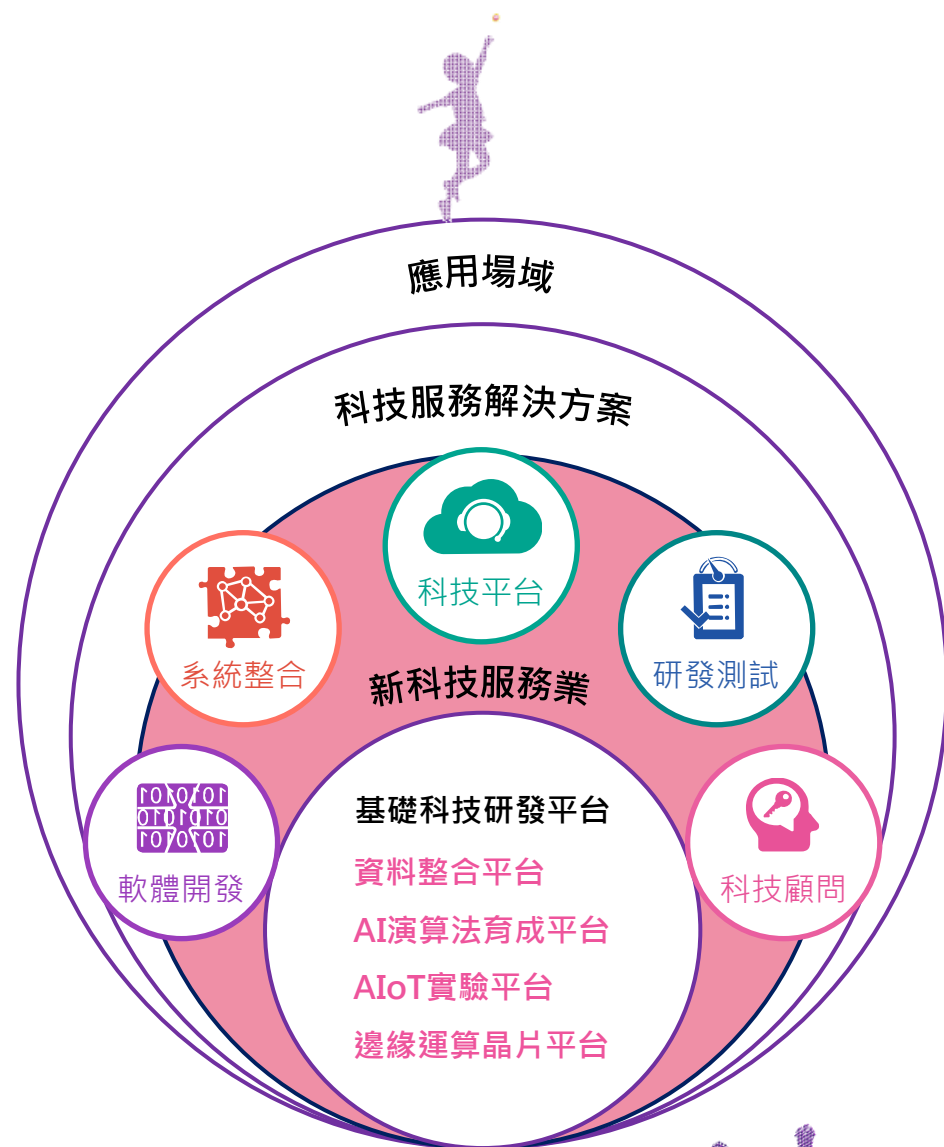 應用場域
科技服務解決方案
科技平台
系統整合
研發測試
新科技服務業
軟體開發
科技顧問
基礎科技研發平台
資料整合平台
AI演算法育成平台
AIoT實驗平台
邊緣運算晶片平台